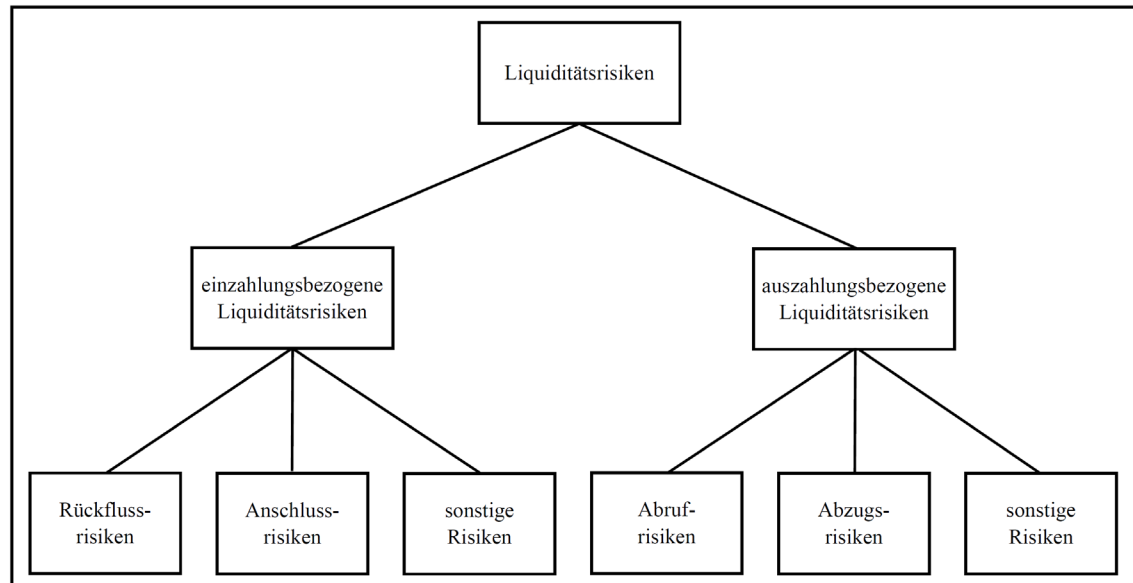 Liquiditätsrisiken
einzahlungsbezogene
Liquiditätsrisiken
auszahlungsbezogene
Liquiditätsrisiken
Rückfluss-
risiken
Anschluss-
risiken
sonstige
Risiken
Abruf-
risiken
Abzugs-
risiken
sonstige
Risiken